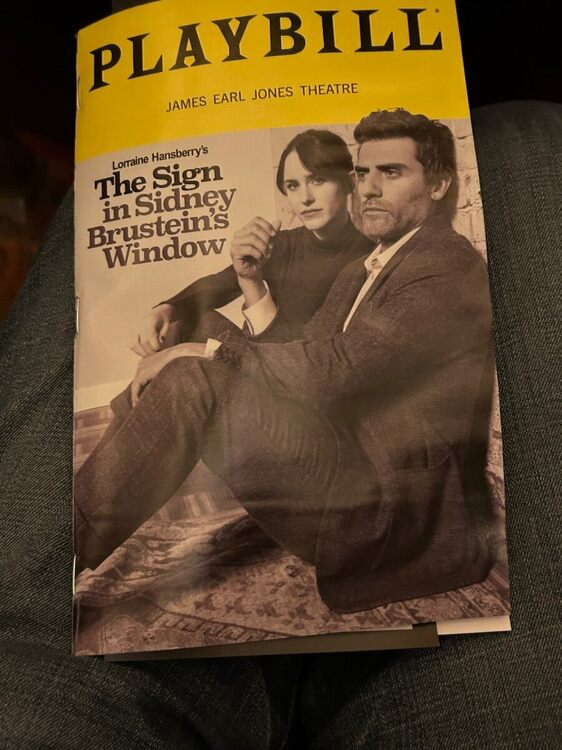 PLAYBILL
JAMES EARL JONES THEATRE
Lorraine Hansberry's
The Sign
in Sidney
Brustein's
Window